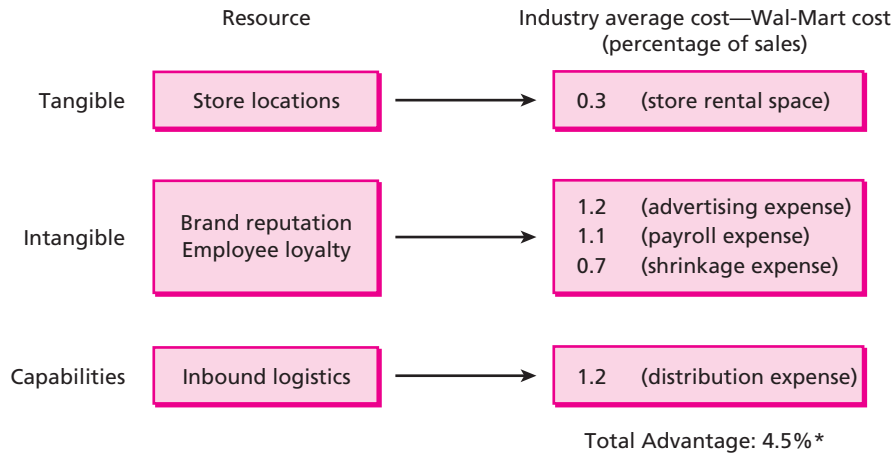 Resource
Industry average cost—Wal-Mart cost
(percentage of sales)
Tangible
Store locations
0.3 (store rental space)
Intangible
Brand reputation
Employee loyalty
1.2 (advertising expense)
1.1 (payroll expense)
0.7 (shrinkage expense)
Capabilities
Inbound logistics
1.2 (distribution expense)
Total Advantage: 4.5%*